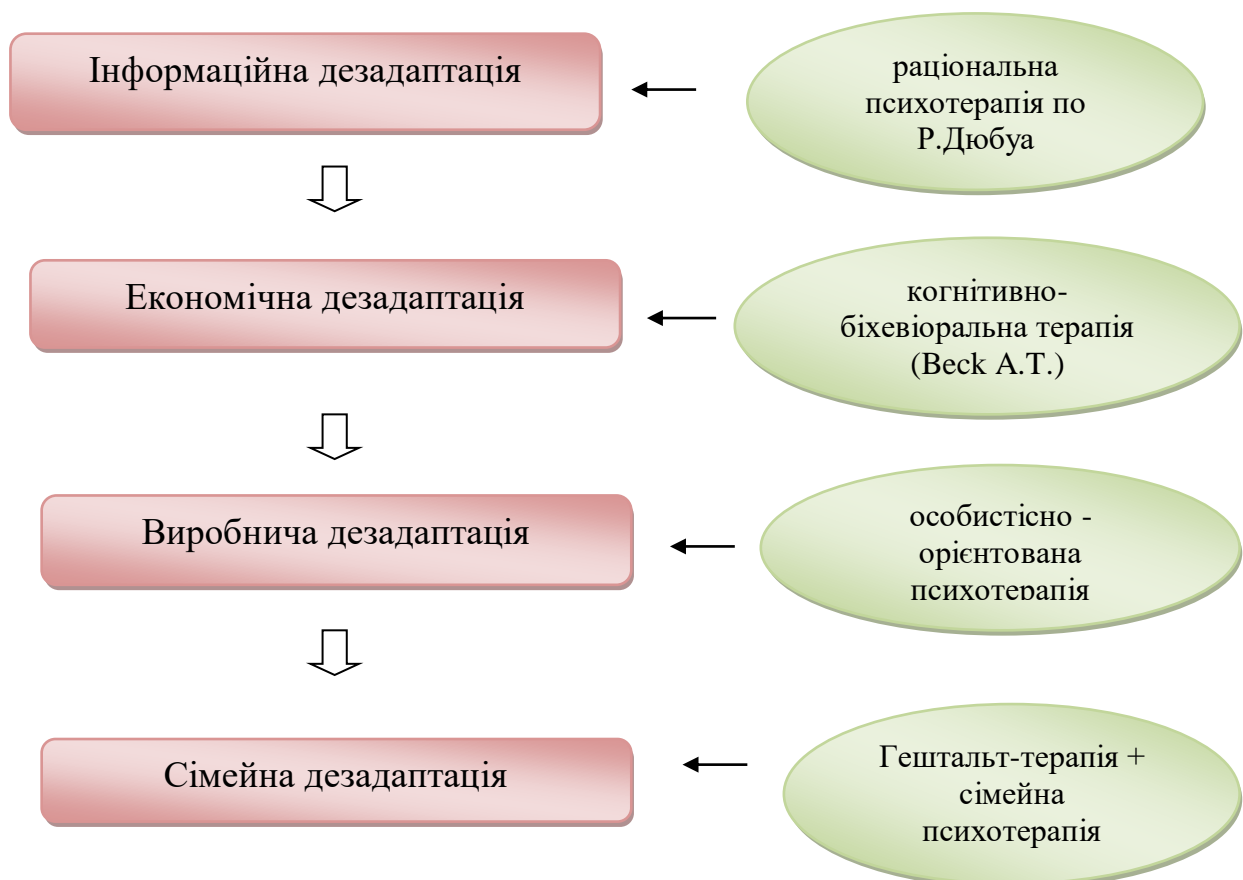 Інформаційна дезадаптація
раціональна
психотерапія по
Р.Дюбуа
Економічна дезадаптація
когнітивно-
біхевіоральна терапія
(Beck A.T.)
Виробнича дезадаптація
особистісно -
орієнтована
психотерапія
Сімейна дезадаптація
Гештальт-терапія +
сімейна
психотерапія